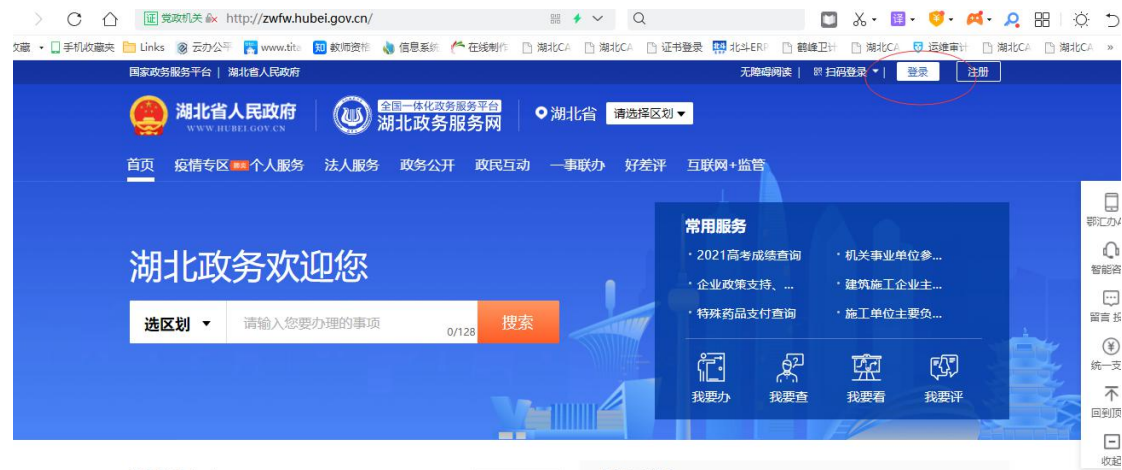 证 党政机关 http://zwfw.hubei.gov.cn/ 译
收藏 手机收藏夹 Links 云办公平 www.tita 知 教师资格 信息系统 在线制作 湖北CA 湖北CA 证书登录 北斗ERP 鹤峰卫计 湖北CA 运维审计 湖北CA 湖北CA »
国家政务服务平台 | 湖北省人民政府 无障碍阅读 | 扫码登录 | 登录 注册
湖北省人民政府
WWW.HUBEI.GOV.CN
全国一体化政务服务平台
湖北政务服务网
湖北省 请选择区划
首页 疫情专区 个人服务 法人服务 政务公开 政民互动 一事联办 好差评 互联网+监管
常用服务
· 2021高考成绩查询 · 机关事业单位参...
· 企业政策支持、... · 建筑施工企业主...
· 特殊药品支付查询 · 施工单位主要负...
湖北政务欢迎您
选区划 请输入您要办理的事项 0/128 搜索
我要办 我要查 我要看 我要评
鄂汇办A
智能咨
留言 投
统一支
回到顶
收起